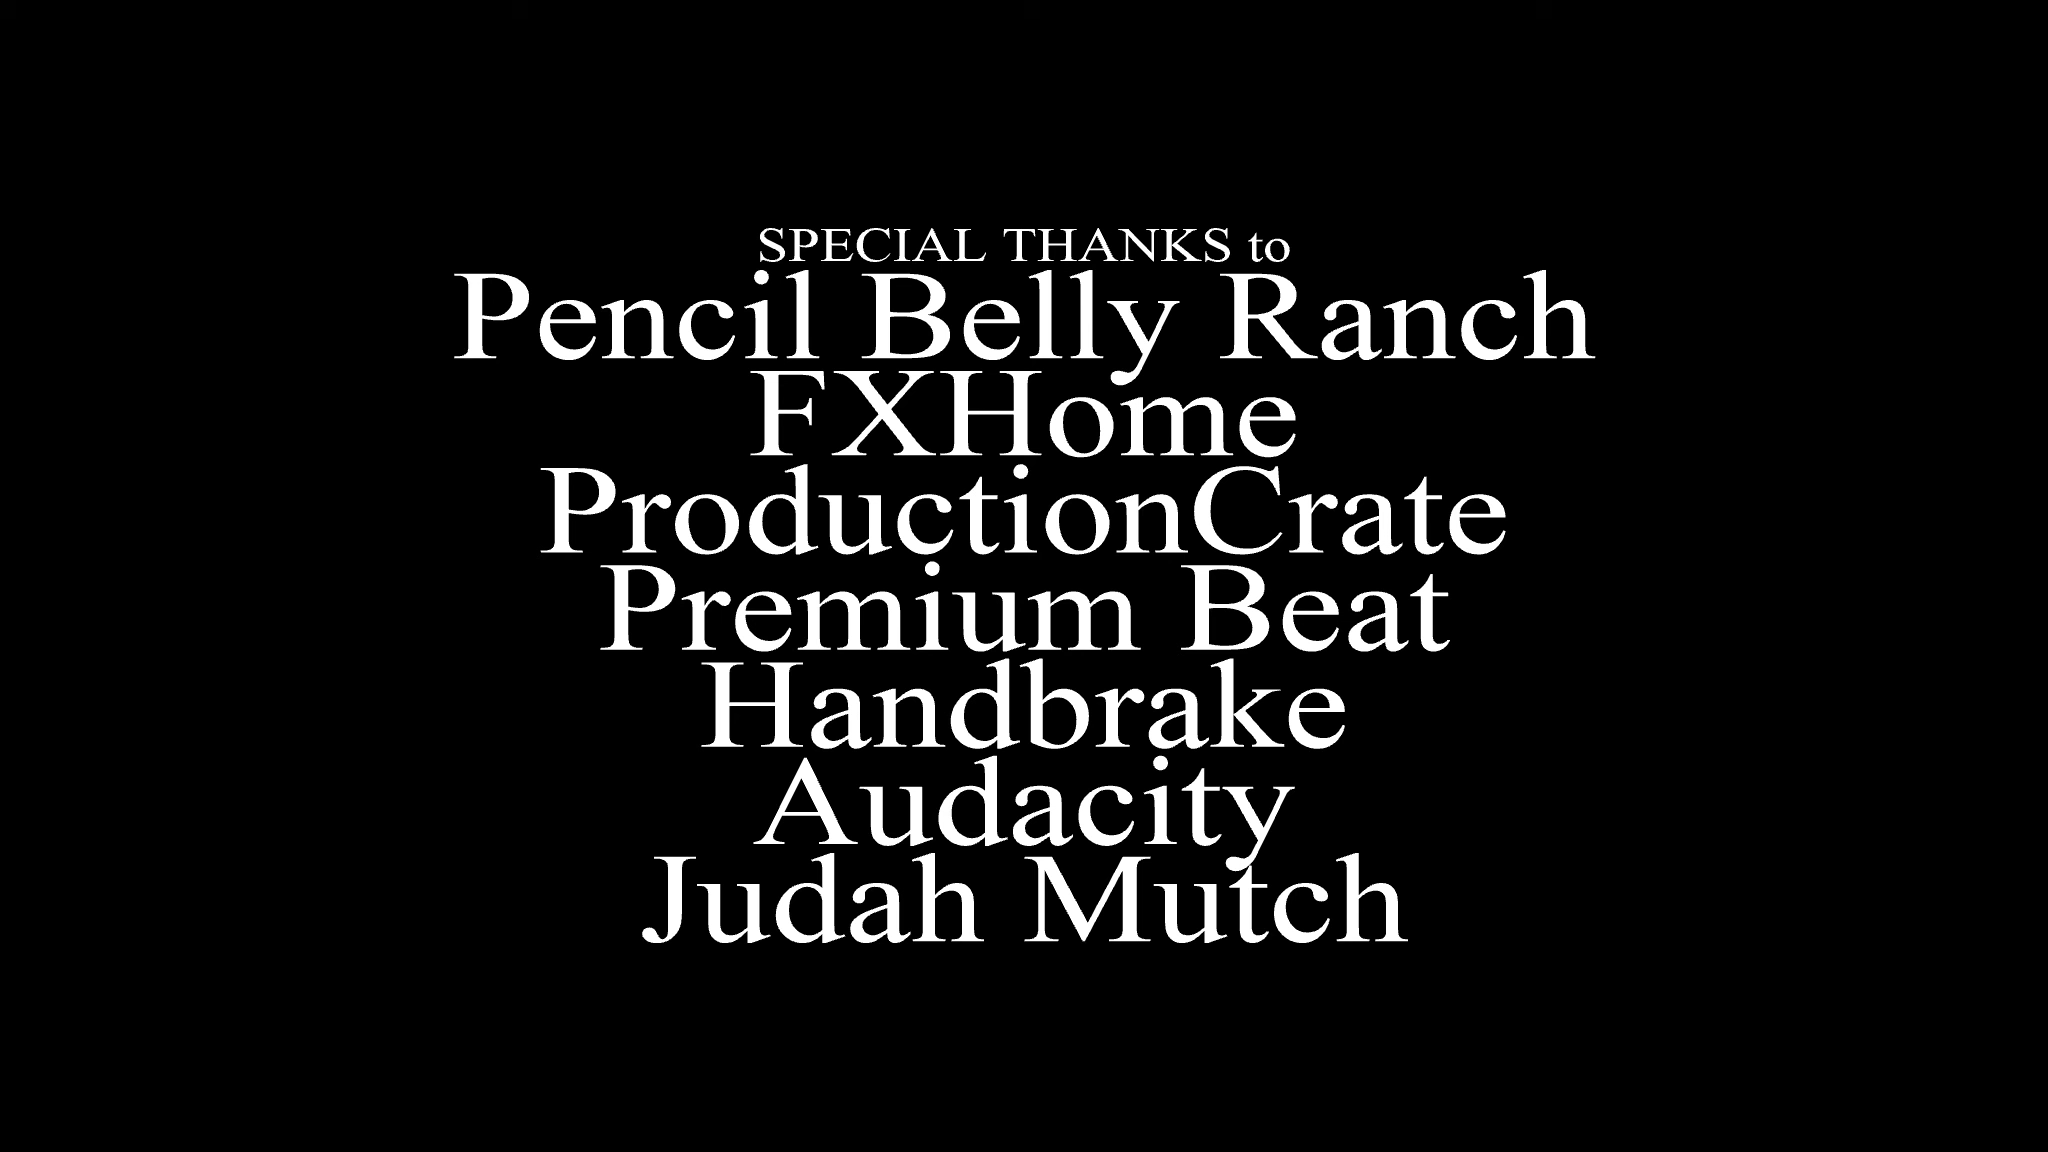 SPECIAL THANKS to
Pencil Belly Ranch
FXHome
ProductionCrate
Premium Beat
Handbrake
Audacity
Judah Mutch